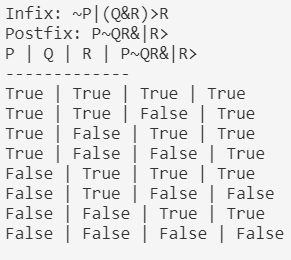 Infix: ~P|(Q&R)>R
Postfix: P~QR&|R>
P | Q | R | P~QR&|R>
-------------
True | True | True | True
True | True | False | True
True | False | True | True
True | False | False | True
False | True | True | True
False | True | False | False
False | False | True | True
False | False | False | False